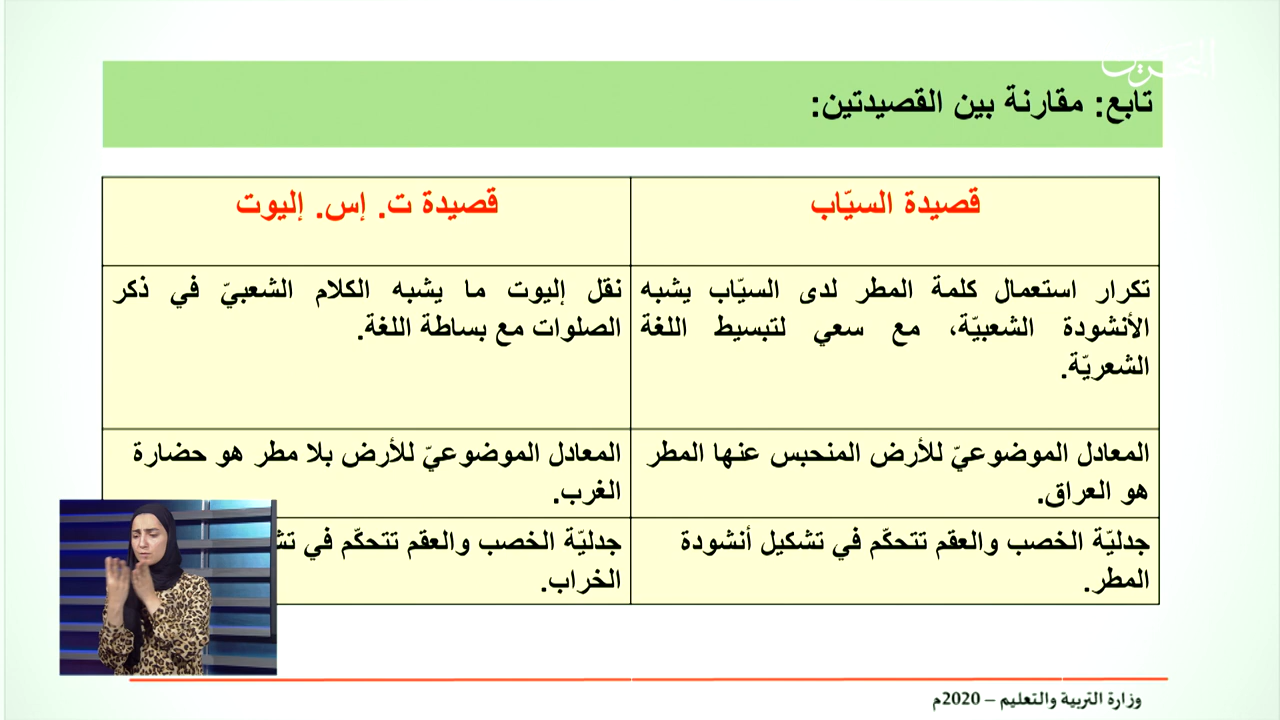 البحرين
تابع: مقارنة بين القصيدتين:
قصيدة السيّاب
قصيدة ت. إس. إليوت
تكرار استعمال كلمة المطر لدى السيّاب يشبه
الأنشودة الشعبيّة، مع سعي لتبسيط اللغة
الشعريّة.
نقل إليوت ما يشبه الكلام الشعبيّ في ذكر
الصلوات مع بساطة اللغة.
المعادل الموضوعيّ للأرض المنحبس عنها المطر
هو العراق.
المعادل الموضوعيّ للأرض بلا مطر هو حضارة
الغرب.
جدليّة الخصب والعقم تتحكّم في تشكيل أنشودة
المطر.
جدليّة الخصب والعقم تتحكّم في
الخراب.
وزارة التربية والتعليم – 2020م